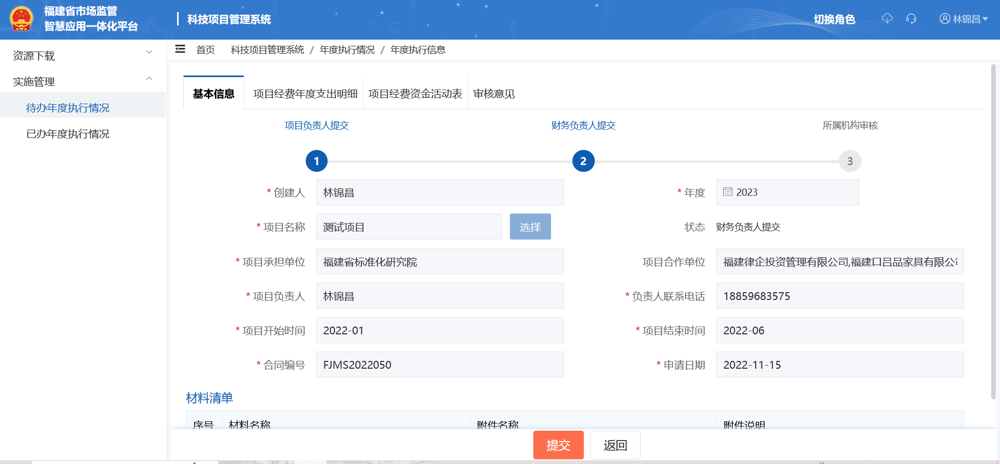 福建省市场监管
智慧应用一体化平台
科技项目管理系统
切换角色
林锦昌
资源下载
实施管理
待办年度执行情况
已办年度执行情况
首页 科技项目管理系统 / 年度执行情况 / 年度执行信息
基本信息 项目经费年度支出明细 项目经费资金活动表 审核意见
项目负责人提交 财务负责人提交 所属机构审核
1 2 3
* 创建人 林锦昌 * 年度 2023
* 项目名称 测试项目 选择 状态 财务负责人提交
* 项目承担单位 福建省标准化研究院 项目合作单位 福建律企投资管理有限公司,福建口吕品家具有限公
* 项目负责人 林锦昌 * 负责人联系电话 18859683575
* 项目开始时间 2022-01 * 项目结束时间 2022-06
* 合同编号 FJMS2022050 * 申请日期 2022-11-15
材料清单
序号 材料名称 附件名称 附件说明
提交 返回